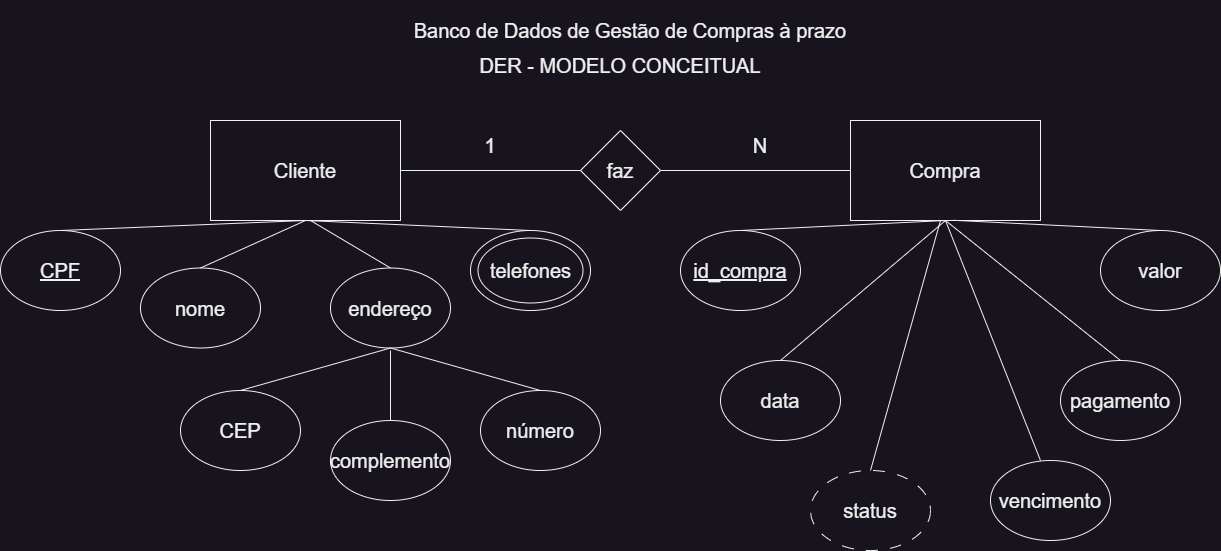 Banco de Dados de Gestão de Compras à prazo
DER - MODELO CONCEITUAL
1
N
Cliente
faz
Compra
CPF
telefones
id_compra
valor
nome
endereço
data
pagamento
CEP
número
complemento
vencimento
status